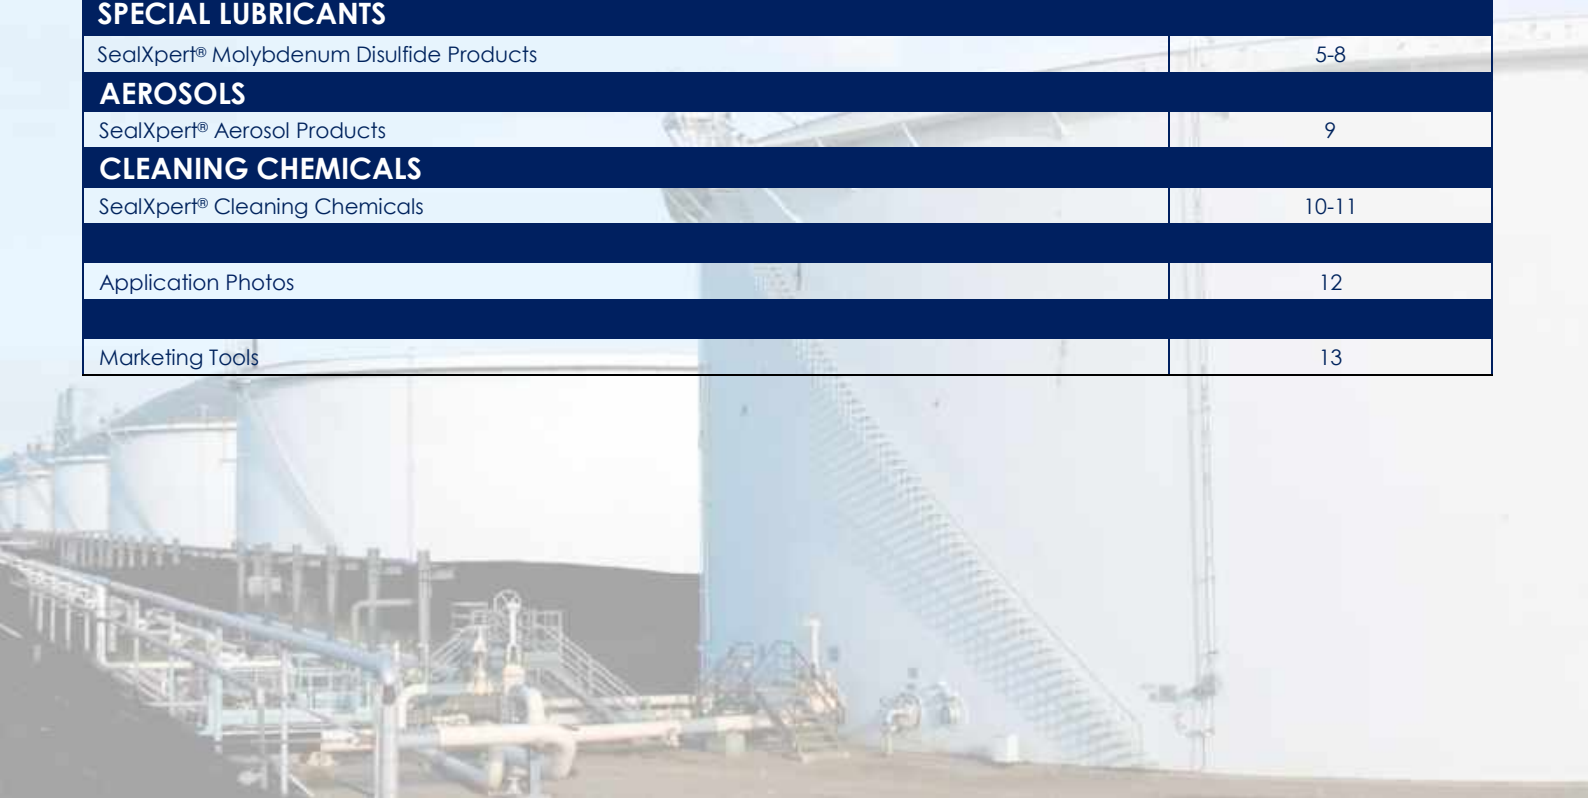 SPECIAL LUBRICANTS
SealXpert® Molybdenum Disulfide Products 5-8
AEROSOLS
SealXpert® Aerosol Products 9
CLEANING CHEMICALS
SealXpert® Cleaning Chemicals 10-11
Application Photos 12
Marketing Tools 13